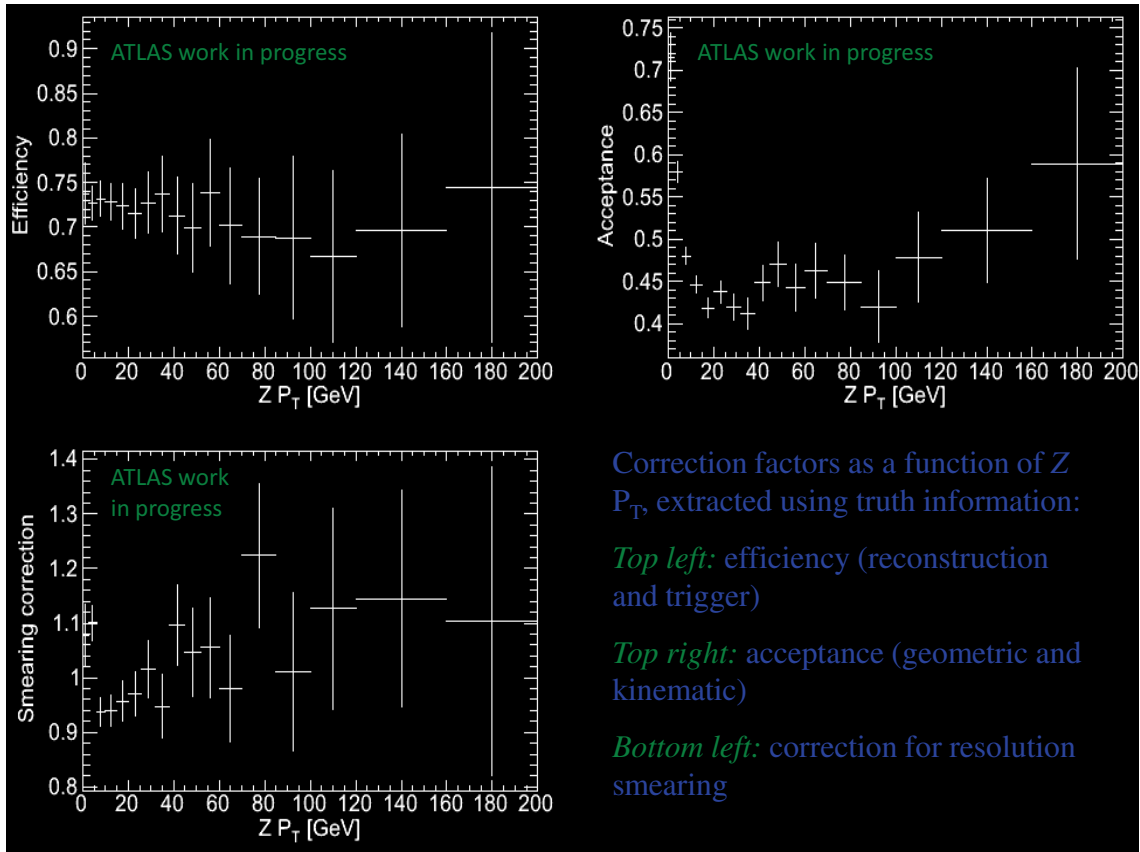 ATLAS work in progress
Efficiency
0.9
0.85
0.8
0.75
0.7
0.65
0.6
0 20 40 60 80 100 120 140 160 180 200
Z P_T [GeV]
ATLAS work in progress
Acceptance
0.75
0.7
0.65
0.6
0.55
0.5
0.45
0.4
0 20 40 60 80 100 120 140 160 180 200
Z P_T [GeV]
ATLAS work
in progress
Smearing correction
1.4
1.3
1.2
1.1
1
0.9
0.8
0 20 40 60 80 100 120 140 160 180 200
Z P_T [GeV]
Correction factors as a function of Z
P_T, extracted using truth information:
Top left: efficiency (reconstruction
and trigger)
Top right: acceptance (geometric and
kinematic)
Bottom left: correction for resolution
smearing